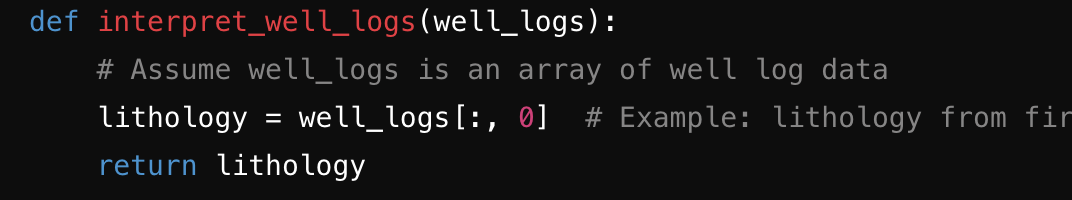 def interpret_well_logs(well_logs):
    # Assume well_logs is an array of well log data
    lithology = well_logs[:, 0]  # Example: lithology from
    return lithology